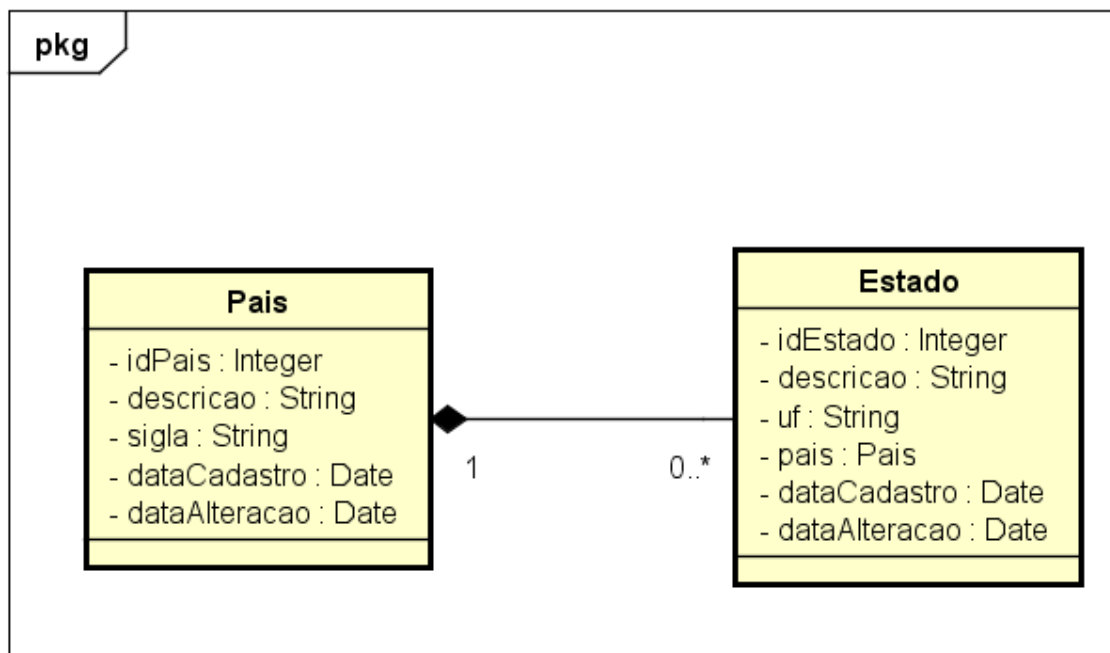 pkg
Pais
- idPais : Integer
- descricao : String
- sigla : String
- dataCadastro : Date
- dataAlteracao : Date
1
0..*
Estado
- idEstado : Integer
- descricao : String
- uf : String
- pais : Pais
- dataCadastro : Date
- dataAlteracao : Date